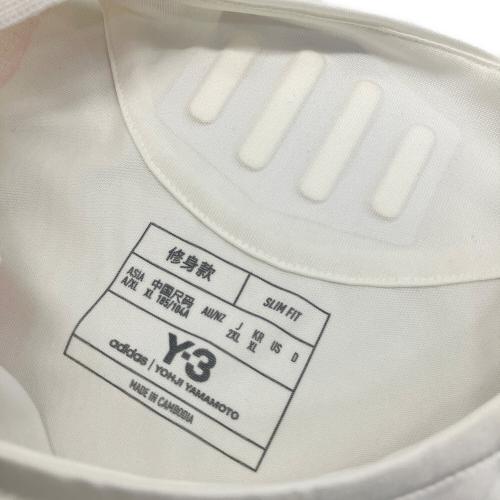 修身款 SLIM FIT
ASIA 中国尺码 AU/NZ J KR US D
A/XL XL 185/104A 2XL XL
Y-3
adidas | YOHJI YAMAMOTO
MADE IN CAMBODIA